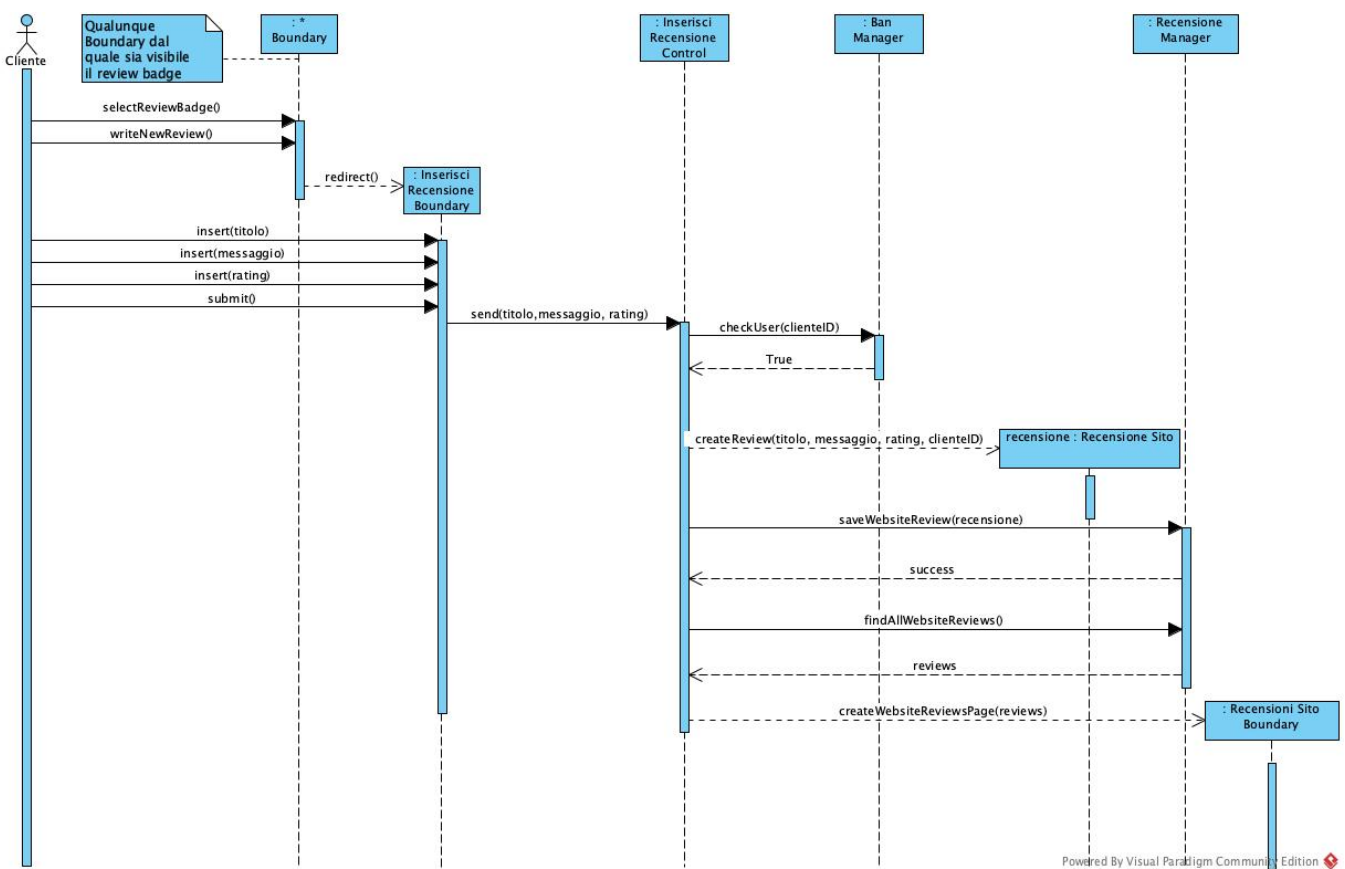 Cliente
Qualunque
Boundary dal
quale sia visibile
il review badge
: *
Boundary
: Inserisci
Recensione
Control
: Ban
Manager
: Recensione
Manager
selectReviewBadge()
writeNewReview()
redirect()
: Inserisci
Recensione
Boundary
insert(titolo)
insert(messaggio)
insert(rating)
submit()
send(titolo,messaggio, rating)
checkUser(clienteID)
True
createReview(titolo, messaggio, rating, clienteID)
recensione : Recensione Sito
saveWebsiteReview(recensione)
success
findAllWebsiteReviews()
reviews
createWebsiteReviewsPage(reviews)
: Recensioni Sito
Boundary
Powered By Visual Paradigm Community Edition